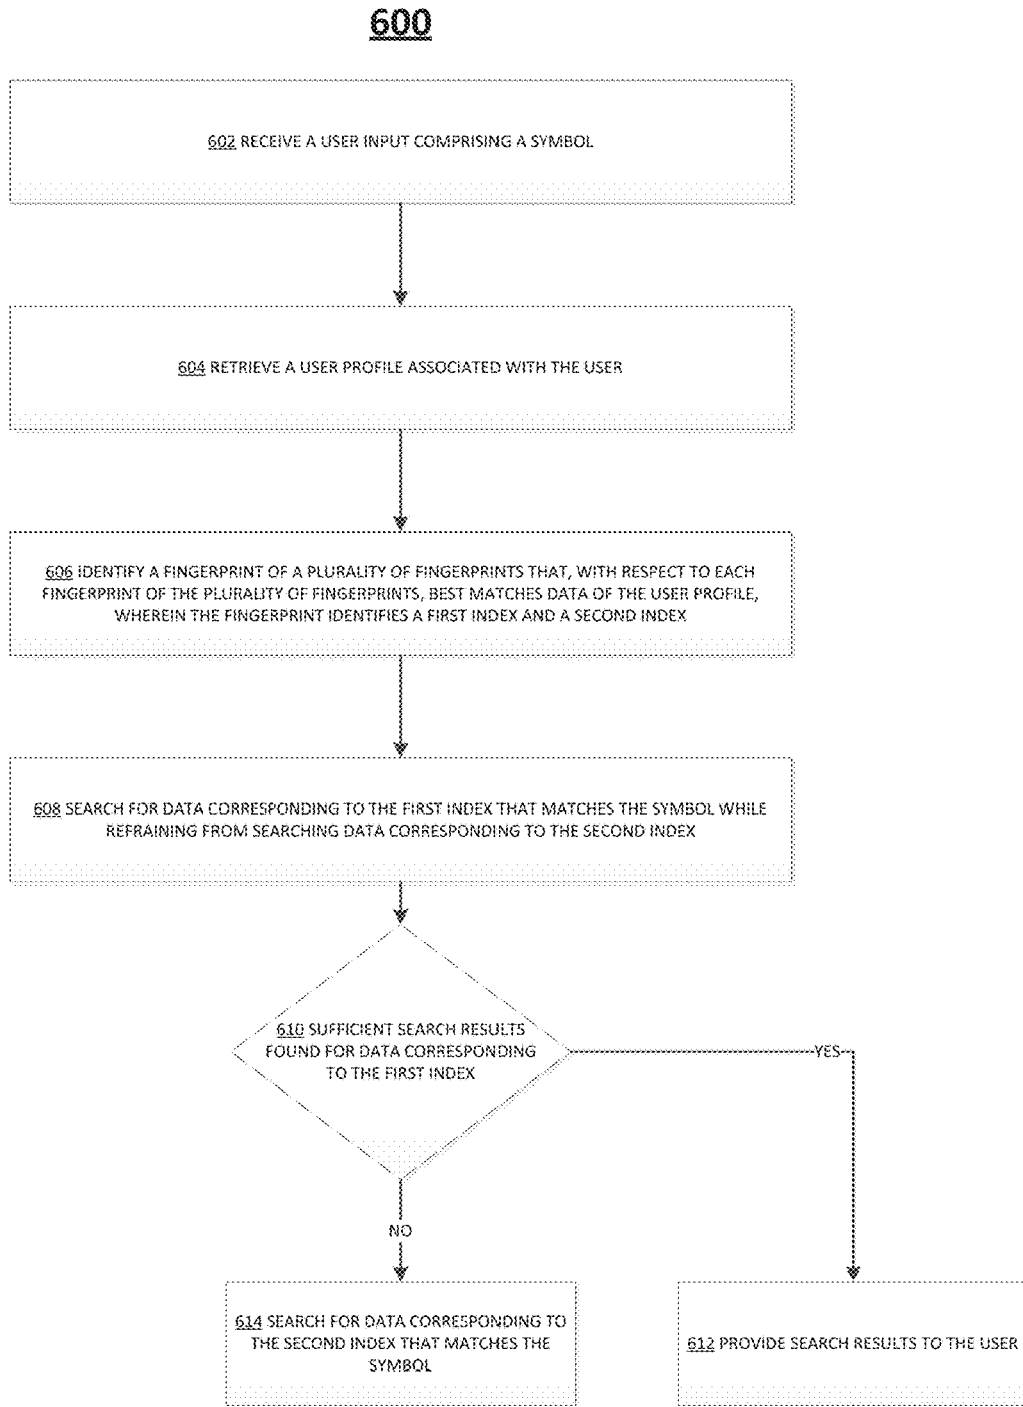 600
602 RECEIVE A USER INPUT COMPRISING A SYMBOL
604 RETRIEVE A USER PROFILE ASSOCIATED WITH THE USER
606 IDENTIFY A FINGERPRINT OF A PLURALITY OF FINGERPRINTS THAT, WITH RESPECT TO EACH
FINGERPRINT OF THE PLURALITY OF FINGERPRINTS, BEST MATCHES DATA OF THE USER PROFILE,
WHEREIN THE FINGERPRINT IDENTIFIES A FIRST INDEX AND A SECOND INDEX
608 SEARCH FOR DATA CORRESPONDING TO THE FIRST INDEX THAT MATCHES THE SYMBOL WHILE
REFRAINING FROM SEARCHING DATA CORRESPONDING TO THE SECOND INDEX
610 SUFFICIENT SEARCH RESULTS
FOUND FOR DATA CORRESPONDING
TO THE FIRST INDEX
YES
NO
614 SEARCH FOR DATA CORRESPONDING TO
THE SECOND INDEX THAT MATCHES THE
SYMBOL
612 PROVIDE SEARCH RESULTS TO THE USER